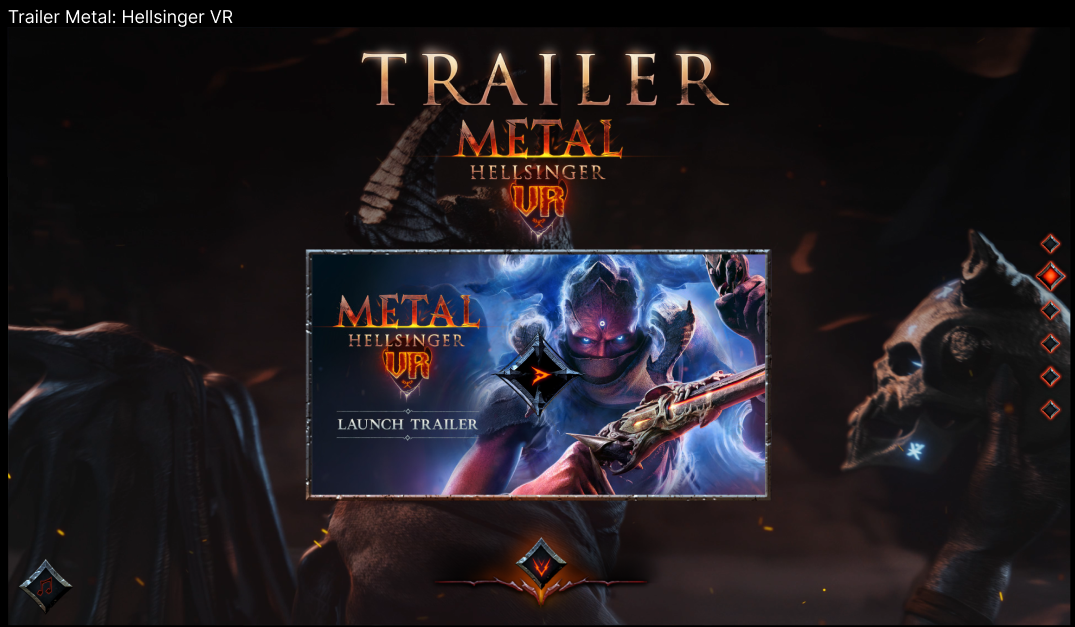 Trailer Metal: Hellsinger VR
TRAILER
METAL
HELLSINGER
VR
METAL
HELLSINGER
VR
LAUNCH TRAILER